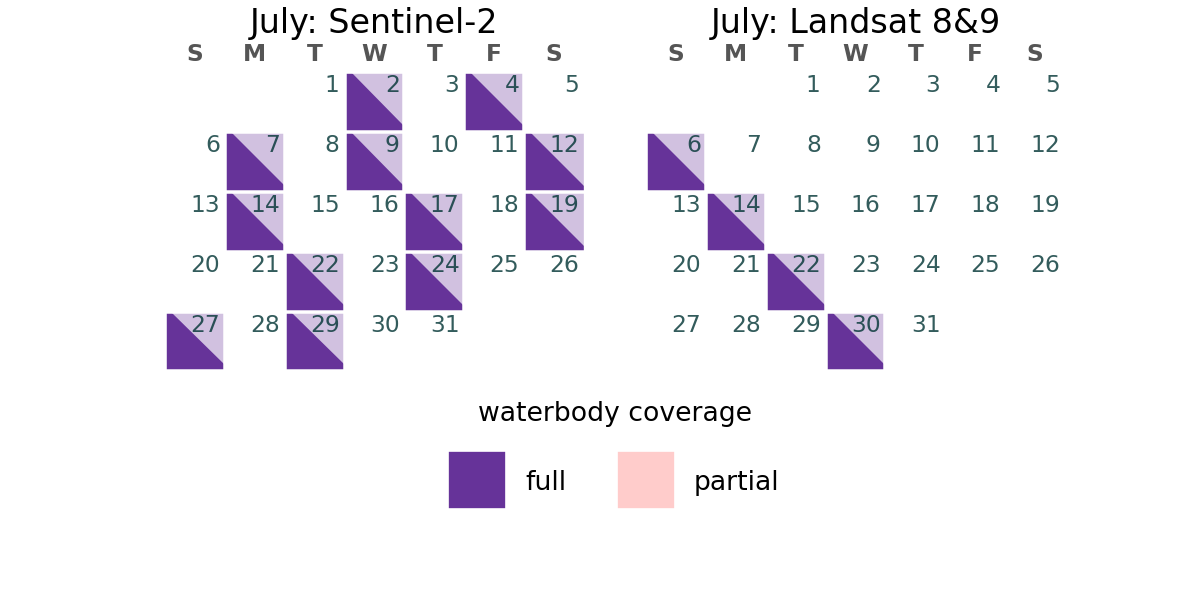 July: Sentinel-2
S M T W T F S
1 2 3 4 5
6 7 8 9 10 11 12
13 14 15 16 17 18 19
20 21 22 23 24 25 26
27 28 29 30 31
July: Landsat 8&9
S M T W T F S
1 2 3 4 5
6 7 8 9 10 11 12
13 14 15 16 17 18 19
20 21 22 23 24 25 26
27 28 29 30 31
waterbody coverage
full partial